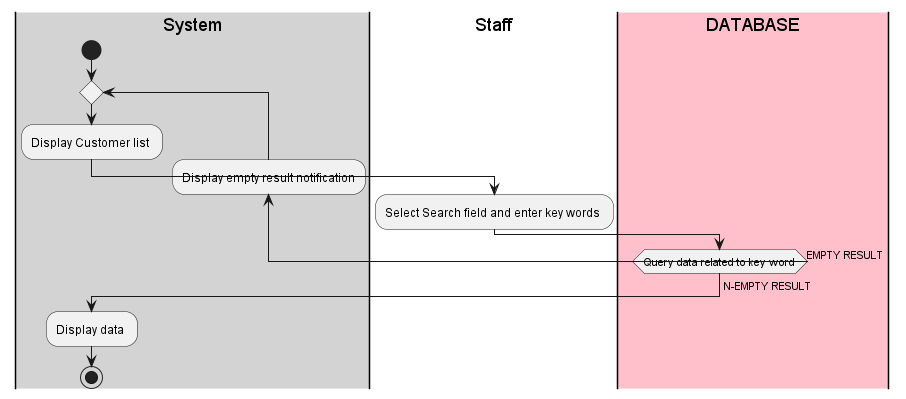 System
Staff
DATABASE
Display Customer list
Display empty result notification
Select Search field and enter key words
Query data related to key word
EMPTY RESULT
N-EMPTY RESULT
Display data